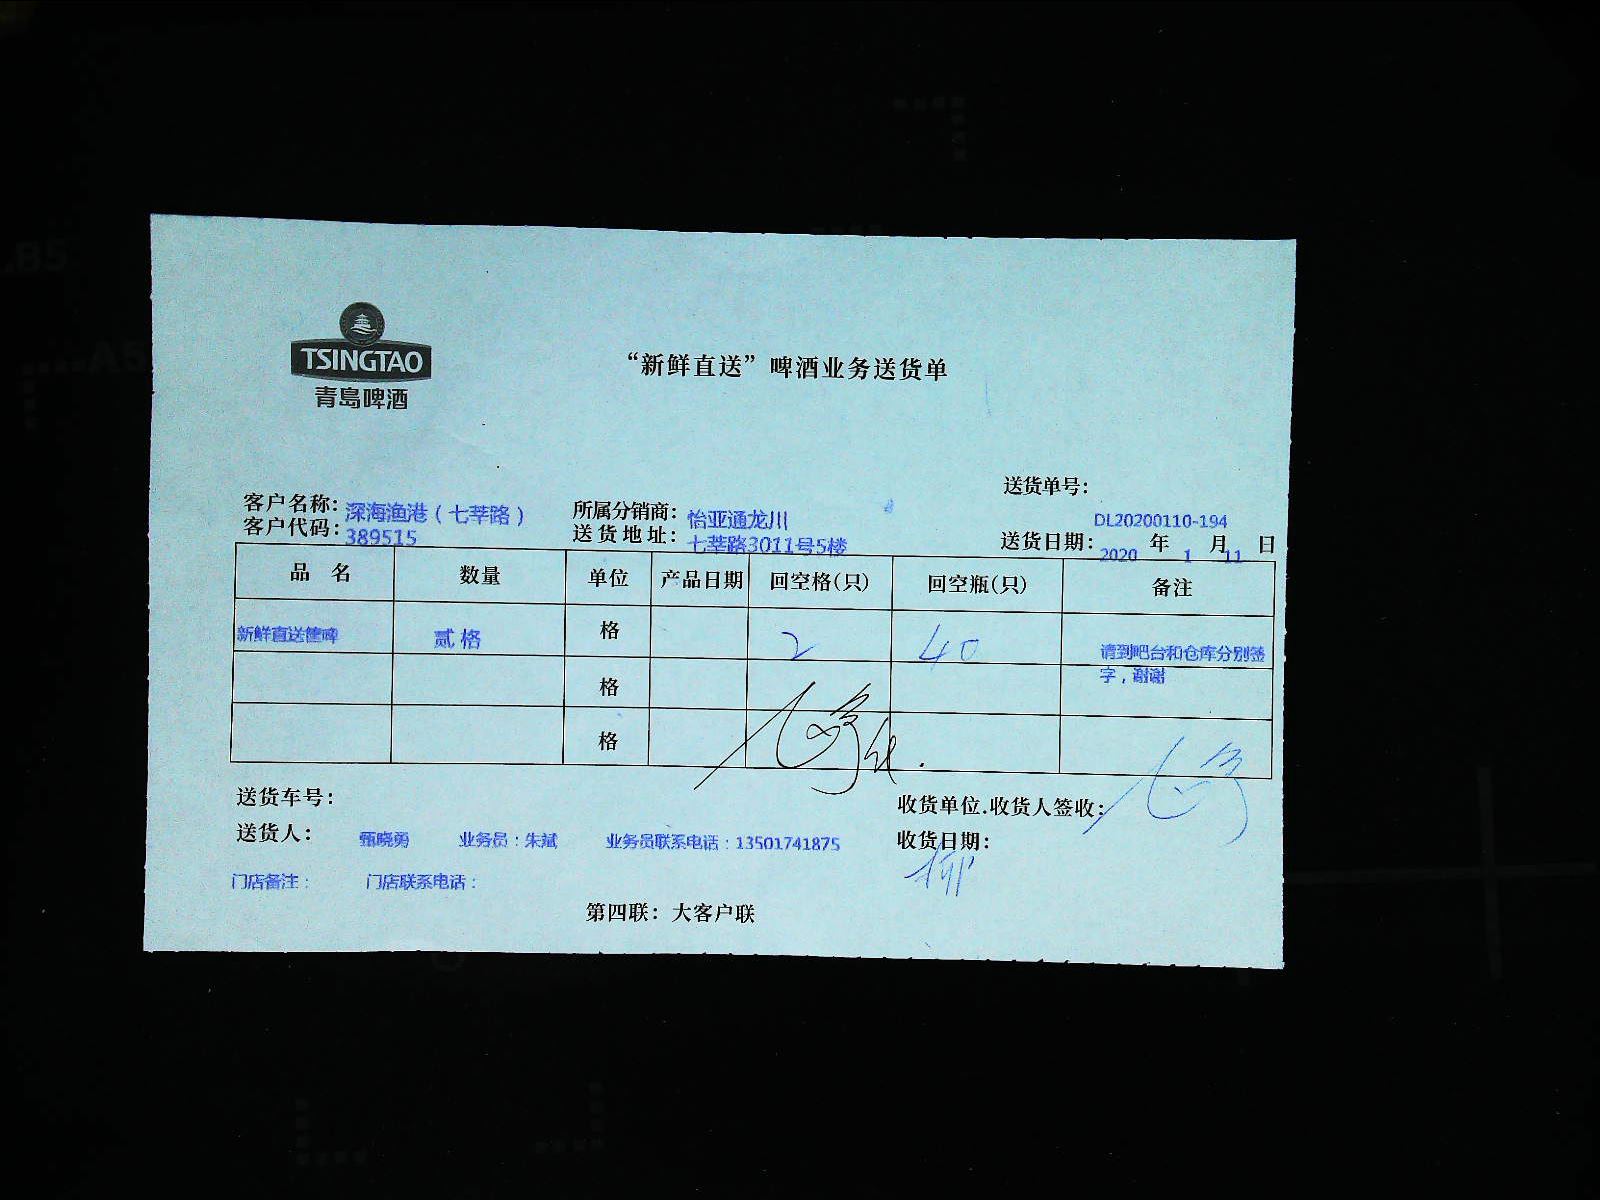 TSINGTAO
青島啤酒
“新鲜直送”啤酒业务送货单
送货单号：
DL20200110-194
客户名称：深海渔港（七莘路） 所属分销商：怡亚通龙川
客户代码：389515 送货地址：七莘路3011号5楼 送货日期：2020 年 1 月 11 日
品 名 数量 单位 产品日期 回空格(只) 回空瓶(只) 备注
新鲜直送筐啤 贰格 格 2 40 请到吧台和仓库分别签
字，谢谢
格
格
送货车号： 收货单位.收货人签收：
送货人： 甄晓勇 业务员：朱斌 业务员联系电话：13501741875 收货日期：
门店备注： 门店联系电话：
第四联：大客户联